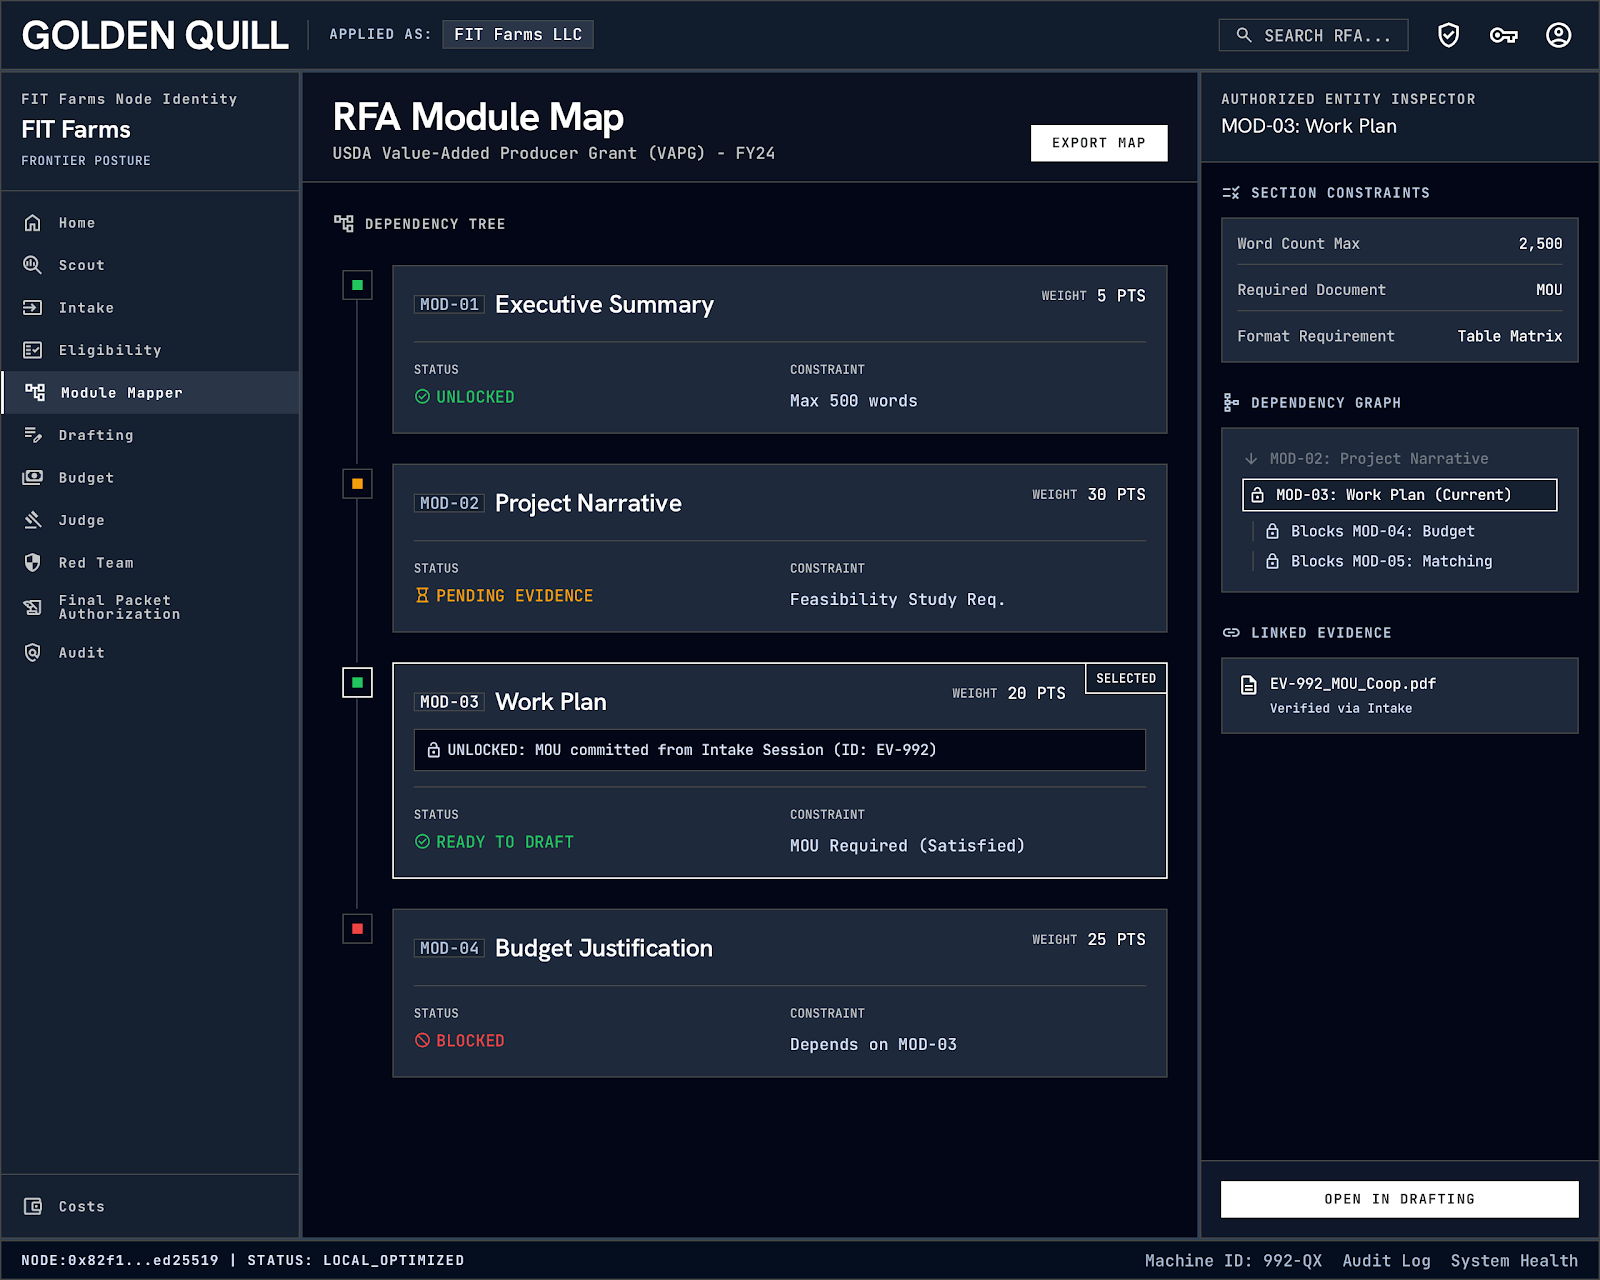 GOLDEN QUILL
APPLIED AS:
FIT Farms LLC
SEARCH RFA...
FIT Farms Node Identity
FIT Farms
FRONTIER POSTURE
Home
Scout
Intake
Eligibility
Module Mapper
Drafting
Budget
Judge
Red Team
Final Packet
Authorization
Audit
Costs
RFA Module Map
USDA Value-Added Producer Grant (VAPG) - FY24
EXPORT MAP
DEPENDENCY TREE
MOD-01 Executive Summary
WEIGHT 5 PTS
STATUS
UNLOCKED
CONSTRAINT
Max 500 words
MOD-02 Project Narrative
WEIGHT 30 PTS
STATUS
PENDING EVIDENCE
CONSTRAINT
Feasibility Study Req.
MOD-03 Work Plan
WEIGHT 20 PTS
SELECTED
UNLOCKED: MOU committed from Intake Session (ID: EV-992)
STATUS
READY TO DRAFT
CONSTRAINT
MOU Required (Satisfied)
MOD-04 Budget Justification
WEIGHT 25 PTS
STATUS
BLOCKED
CONSTRAINT
Depends on MOD-03
AUTHORIZED ENTITY INSPECTOR
MOD-03: Work Plan
SECTION CONSTRAINTS
Word Count Max 2,500
Required Document MOU
Format Requirement Table Matrix
DEPENDENCY GRAPH
MOD-02: Project Narrative
MOD-03: Work Plan (Current)
Blocks MOD-04: Budget
Blocks MOD-05: Matching
LINKED EVIDENCE
EV-992_MOU_Coop.pdf
Verified via Intake
OPEN IN DRAFTING
NODE:0x82f1...ed25519 | STATUS: LOCAL_OPTIMIZED
Machine ID: 992-QX Audit Log System Health